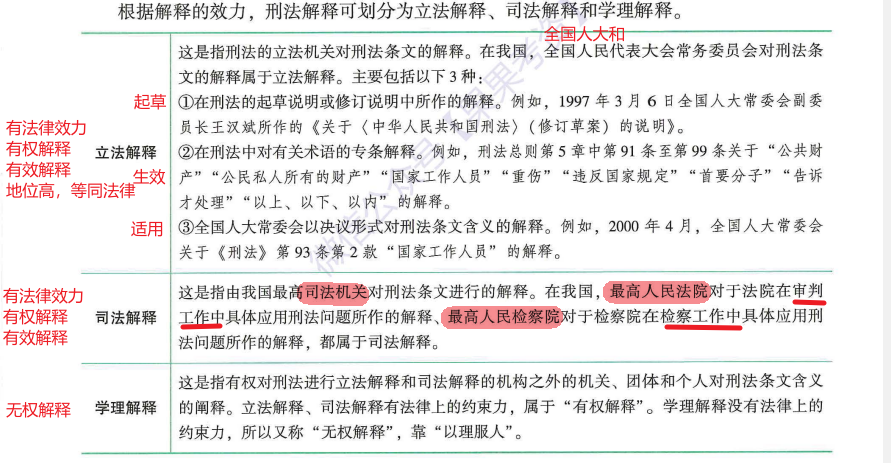 根据解释的效力，刑法解释可划分为立法解释、司法解释和学理解释。
全国人大和
这是指刑法的立法机关对刑法条文的解释。在我国，全国人民代表大会常务委员会对刑法条
文的解释属于立法解释。主要包括以下3种：
起草
①在刑法的起草说明或修订说明中所作的解释。例如，1997年3月6日全国人大常委会副委
员长王汉斌所作的《关于〈中华人民共和国刑法〉（修订草案）的说明》。
有法律效力
有权解释
有效解释
地位高，等同法律
立法解释
生效
②在刑法中对有关术语的专条解释。例如，刑法总则第5章中第91条至第99条关于“公共财
产”“公民私人所有的财产”“国家工作人员”“重伤”“违反国家规定”“首要分子”“告诉
才处理”“以上、以下、以内”的解释。
适用
③全国人大常委会以决议形式对刑法条文含义的解释。例如，2000年4月，全国人大常委会
关于《刑法》第93条第2款“国家工作人员”的解释。
有法律效力
有权解释
有效解释
司法解释
这是指由我国最高司法机关对刑法条文进行的解释。在我国，最高人民法院对于法院在审判
工作中具体应用刑法问题所作的解释、最高人民检察院对于检察院在检察工作中具体应用刑
法问题所作的解释，都属于司法解释。
无权解释
学理解释
这是指有权对刑法进行立法解释和司法解释的机构之外的机关、团体和个人对刑法条文含义
的阐释。立法解释、司法解释有法律上的约束力，属于“有权解释”。学理解释没有法律上的
约束力，所以又称“无权解释”，靠“以理服人”。